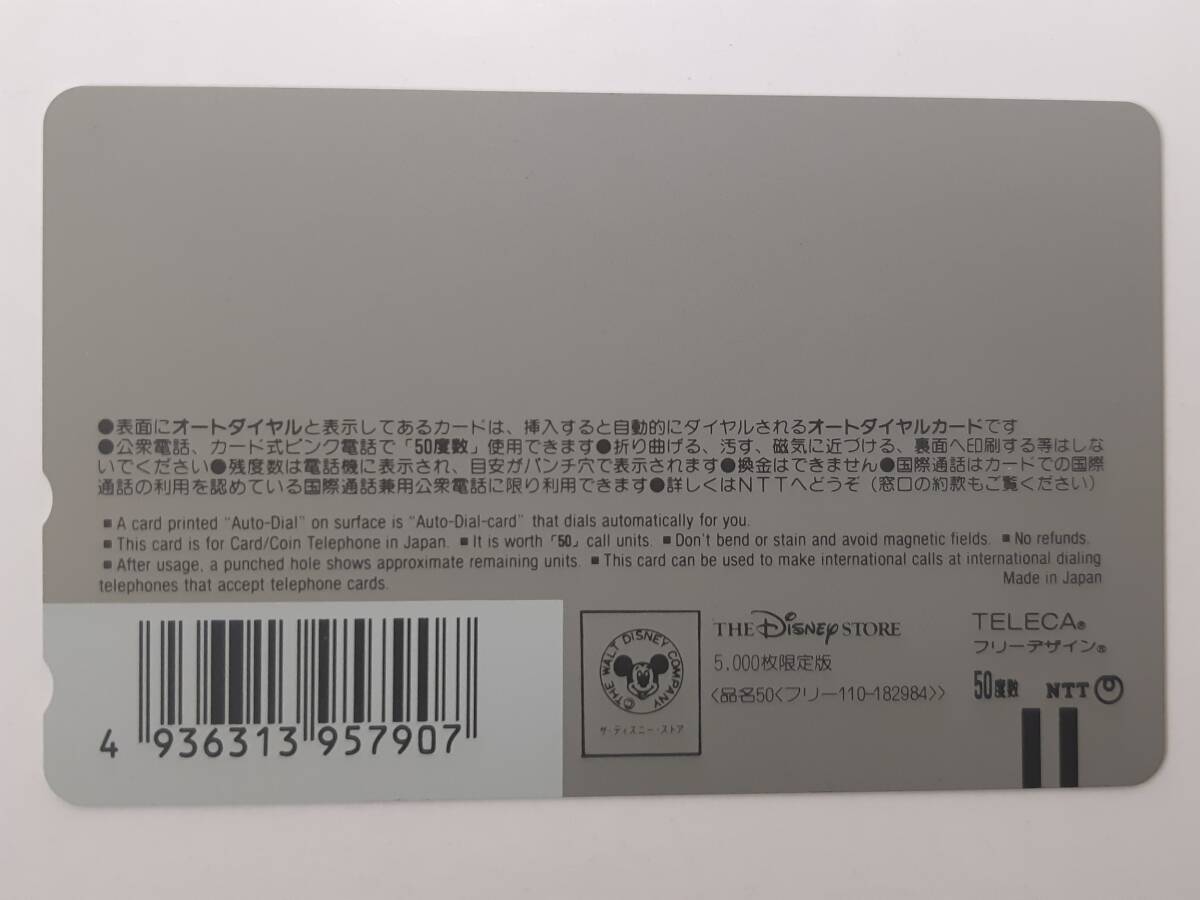 ●表面にオートダイヤルと表示してあるカードは、挿入すると自動的にダイヤルされるオートダイヤルカードです
●公衆電話、カード式ピンク電話で「50度数」使用できます●折り曲げる、汚す、磁気に近づける、裏面へ印刷する等はしな
いでください●残度数は電話機に表示され、目安がパンチ穴で表示されます●換金はできません●国際通話はカードでの国際
通話の利用を認めている国際通話兼用公衆電話に限り利用できます●詳しくはNTTへどうぞ（窓口の約款もご覧ください）
■ A card printed "Auto-Dial" on surface is "Auto-Dial-card" that dials automatically for you.
■ This card is for Card/Coin Telephone in Japan. ■ It is worth「50」call units. ■ Don't bend or stain and avoid magnetic fields. ■ No refunds.
■ After usage, a punched hole shows approximate remaining units. ■ This card can be used to make international calls at international dialing
telephones that accept telephone cards.
Made in Japan
4 936313 957907
©THE WALT DISNEY COMPANY
ザ・ディズニー・ストア
THE DISNEY STORE
5,000枚限定版
〈品名50〈フリー110-182984〉〉
TELECA®
フリーデザイン®
50度数 NTT